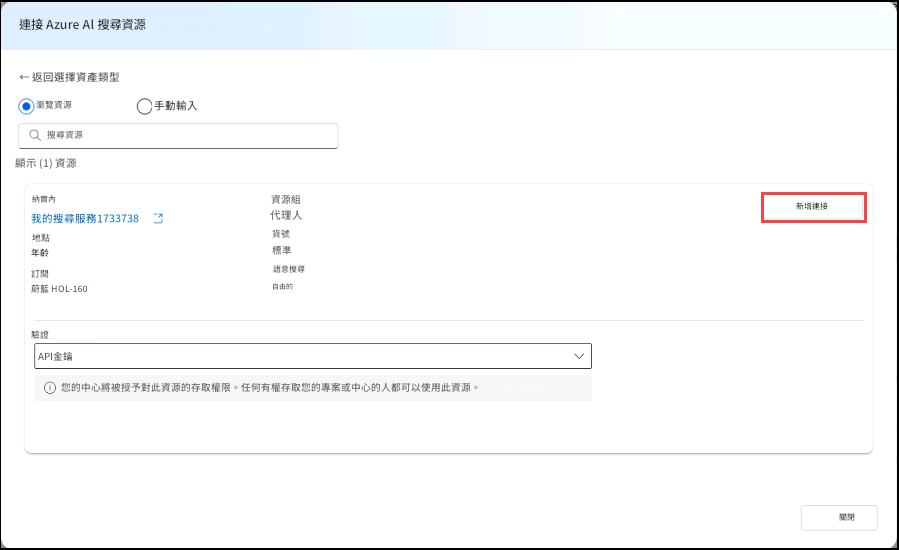 連接 Azure Al 搜尋資源
←返回選擇資產類型
瀏覽資源 手動輸入
搜尋資源
顯示 (1) 資源
納霄內
我的搜尋服務1733738
地點
年齡
訂閱
蔚藍 HOL-160
資源組
代理人
貨號
標準
語意搜尋
自由的
新增連接
驗證
API金鑰
您的中心將被授予對此資源的存取權限。任何有權存取您的專案或中心的人都可以使用此資源。
關閉